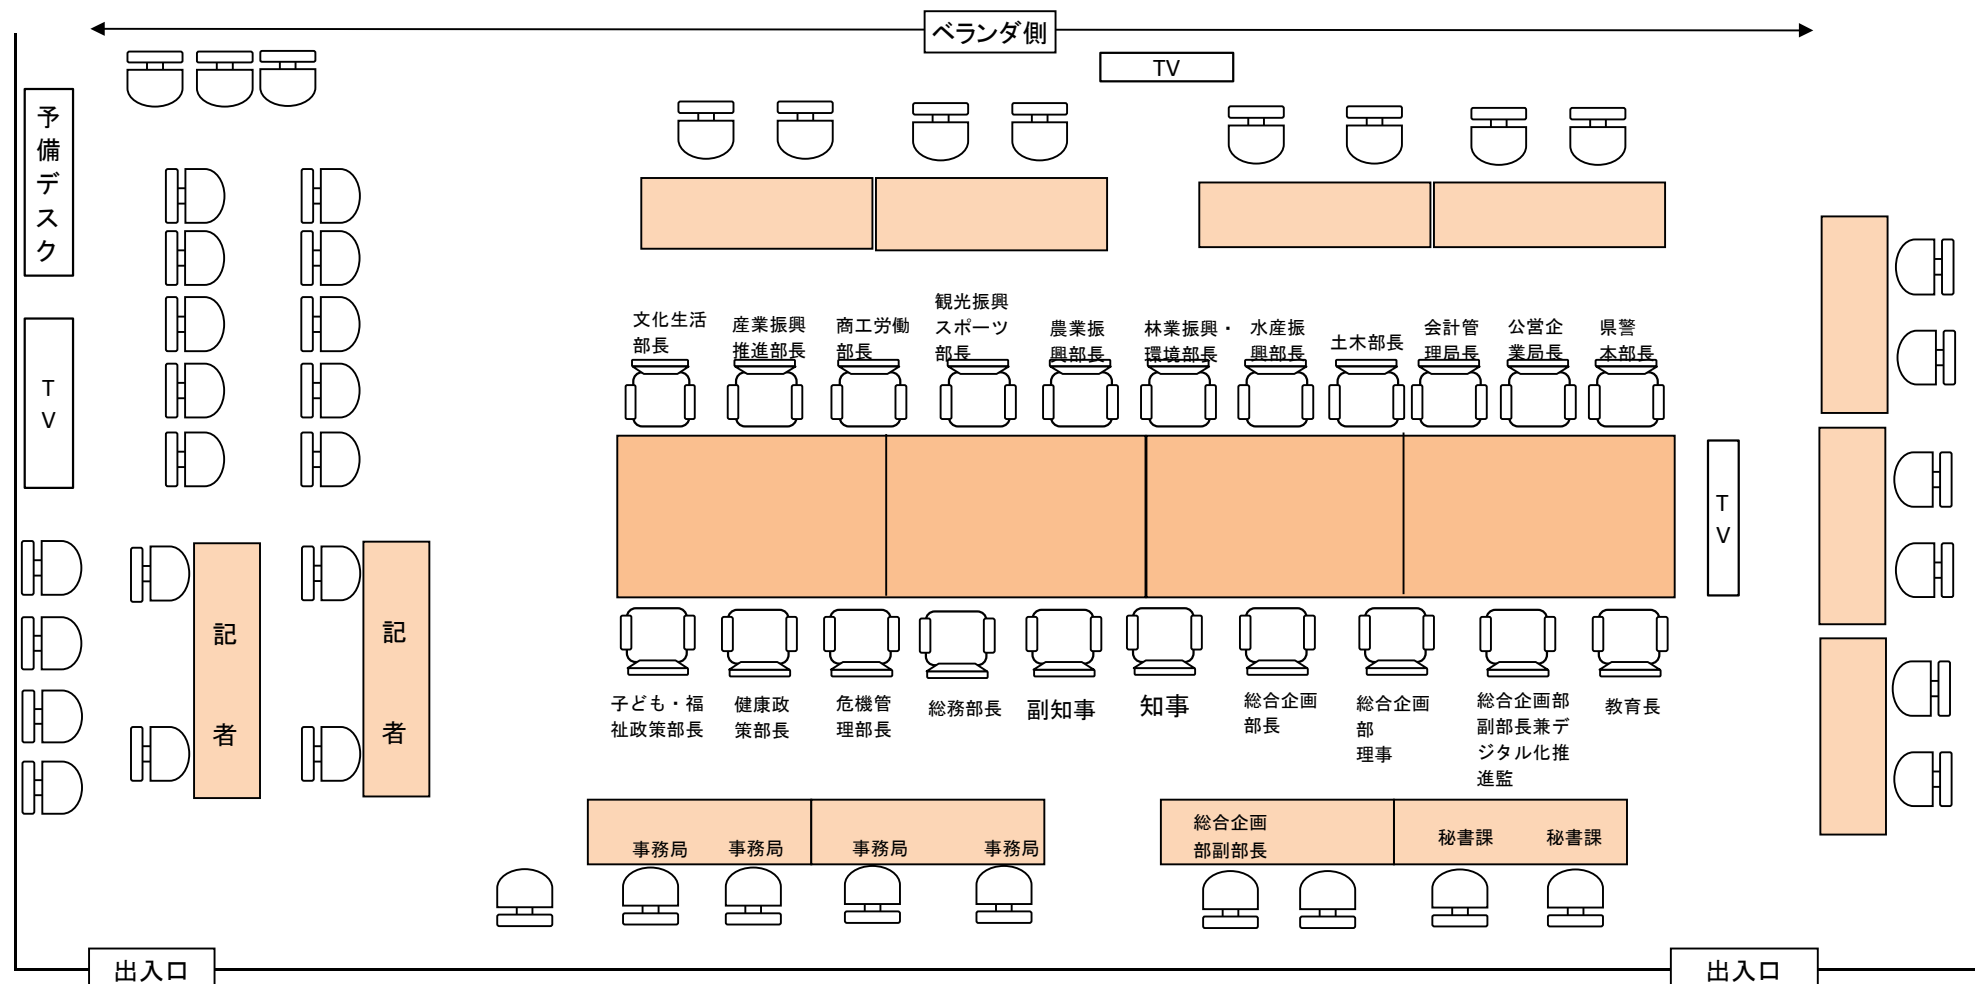 ベランダ側
TV
予備デスク
TV
文化生活
部長
産業振興
推進部長
商工労働
部長
観光振興
スポーツ
部長
農業振
興部長
林業振興・
環境部長
水産振
興部長
土木部長
会計管
理局長
公営企
業局長
県警
本部長
TV
記者
記者
子ども・福
祉政策部長
健康政
策部長
危機管
理部長
総務部長
副知事
知事
総合企画
部長
総合企画
部
理事
総合企画部
副部長兼デ
ジタル化推
進監
教育長
事務局
事務局
事務局
事務局
総合企画
部副部長
秘書課
秘書課
出入口
出入口